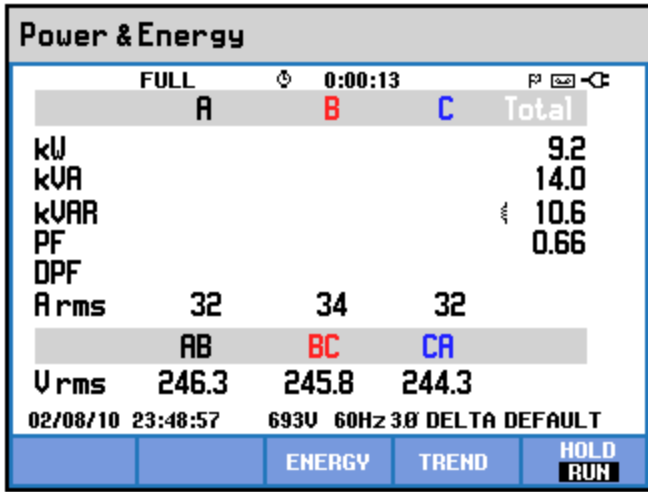 Power & Energy
FULL 0:00:13
A B C Total
kW 9.2
kVA 14.0
kVAR 10.6
PF 0.66
DPF
A rms 32 34 32
AB BC CA
V rms 246.3 245.8 244.3
02/08/10 23:48:57 693V 60Hz 3Ø DELTA DEFAULT
ENERGY TREND HOLD
RUN